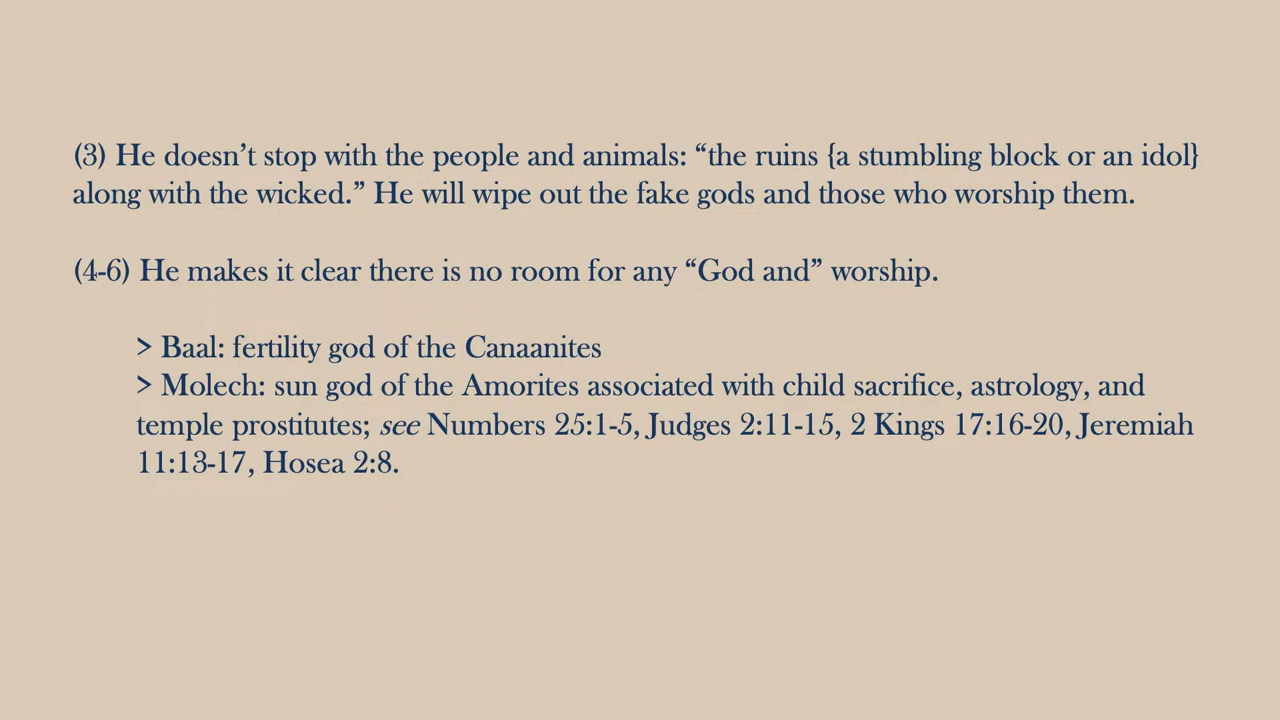 (3) He doesn’t stop with the people and animals: “the ruins {a stumbling block or an idol}
along with the wicked.” He will wipe out the fake gods and those who worship them.
(4-6) He makes it clear there is no room for any “God and” worship.
> Baal: fertility god of the Canaanites
> Molech: sun god of the Amorites associated with child sacrifice, astrology, and
temple prostitutes; see Numbers 25:1-5, Judges 2:11-15, 2 Kings 17:16-20, Jeremiah
11:13-17, Hosea 2:8.